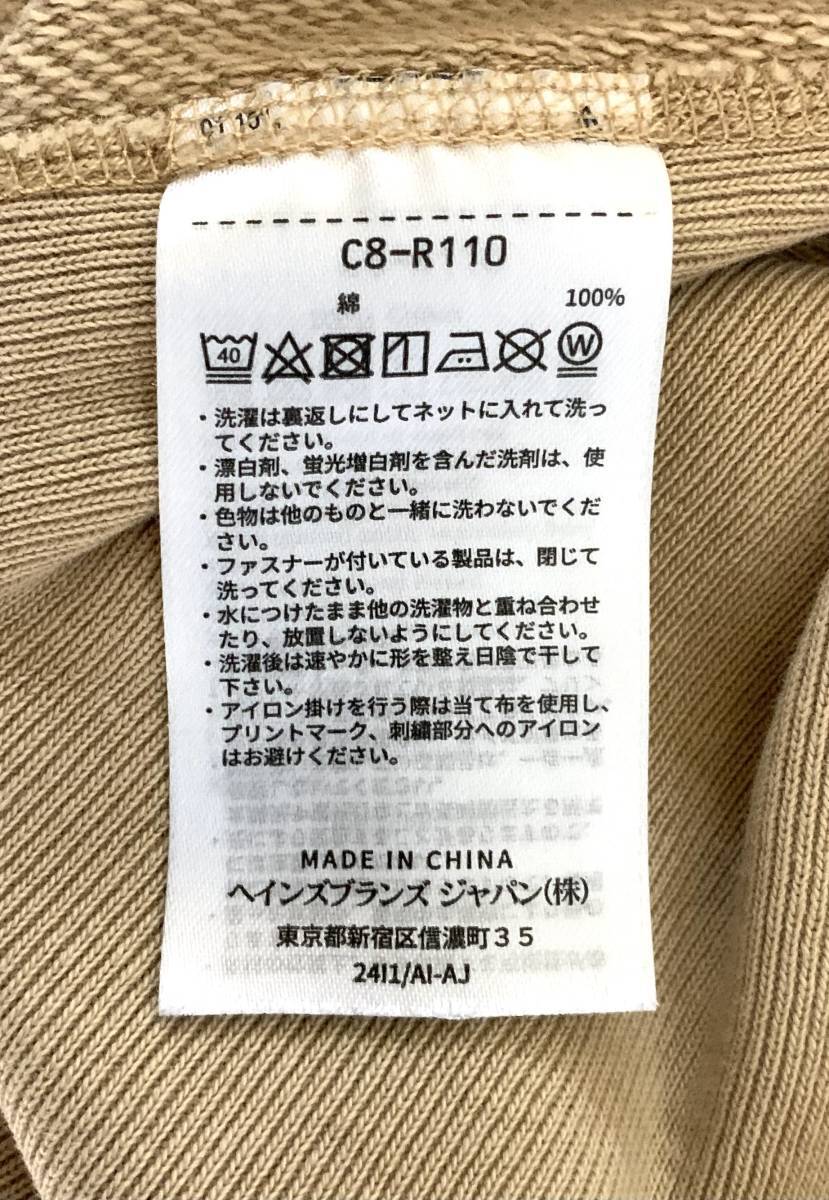 C8-R110
綿 100%
40 W
・洗濯は裏返しにしてネットに入れて洗っ
てください。
・漂白剤、蛍光増白剤を含んだ洗剤は、使
用しないでください。
・色物は他のものと一緒に洗わないでくだ
さい。
・ファスナーが付いている製品は、閉じて
洗ってください。
・水につけたまま他の洗濯物と重ね合わせ
たり、放置しないようにしてください。
・洗濯後は速やかに形を整え日陰で干して
下さい。
・アイロン掛けを行う際は当て布を使用し、
プリントマーク、刺繍部分へのアイロン
はお避けください。
MADE IN CHINA
ヘインズブランズ ジャパン(株)
東京都新宿区信濃町３５
24I1/AI-AJ